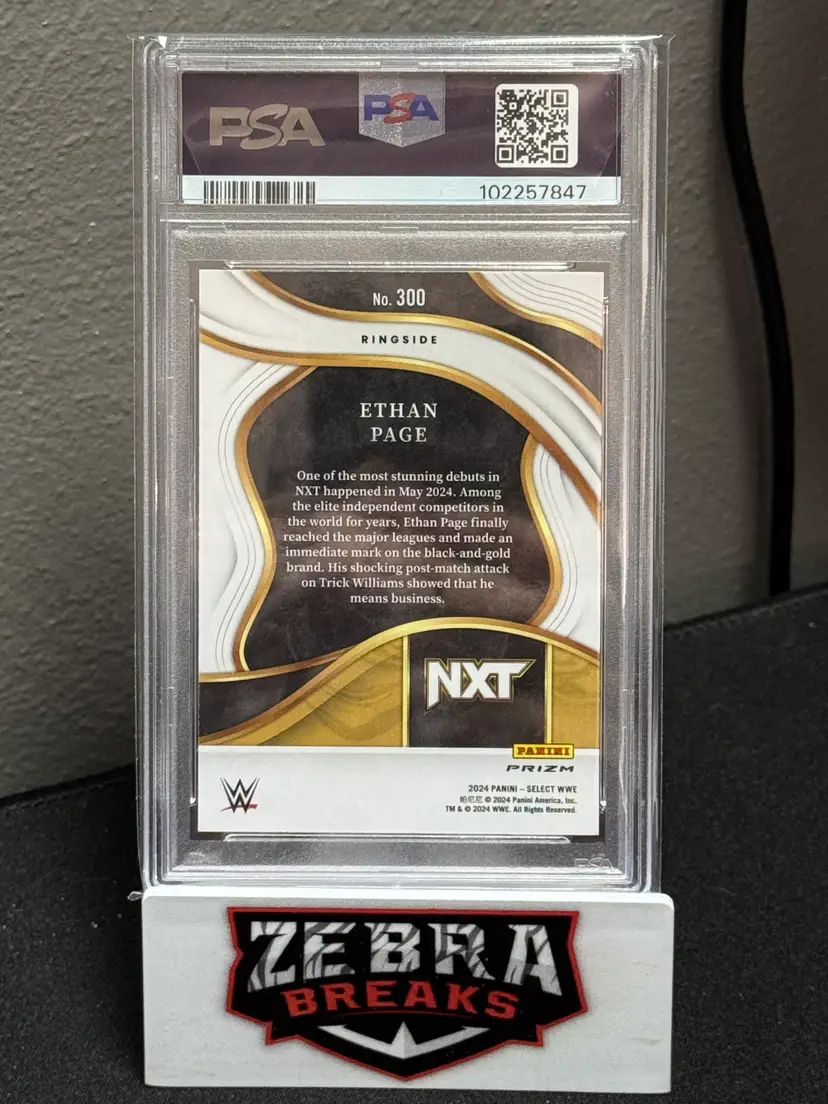 PSA
PSA
102257847
No. 300
RINGSIDE
ETHAN
PAGE
One of the most stunning debuts in
NXT happened in May 2024. Among
the elite independent competitors in
the world for years, Ethan Page finally
reached the major leagues and made an
immediate mark on the black-and-gold
brand. His shocking post-match attack
on Trick Williams showed that he
means business.
NXT
PANINI
PRIZM
W
2024 PANINI – SELECT WWE
帕尼尼 © 2024 Panini America, Inc.
TM & © 2024 WWE. All Rights Reserved.
PSA
ZEBRA
BREAKS